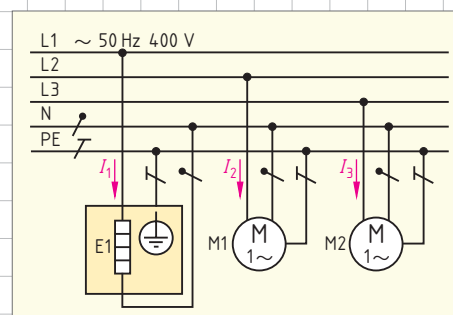 L1 ~ 50 Hz 400 V
L2
L3
N
PE
I₁ I₂ I₃
E1 M1 M 1~ M2 M 1~